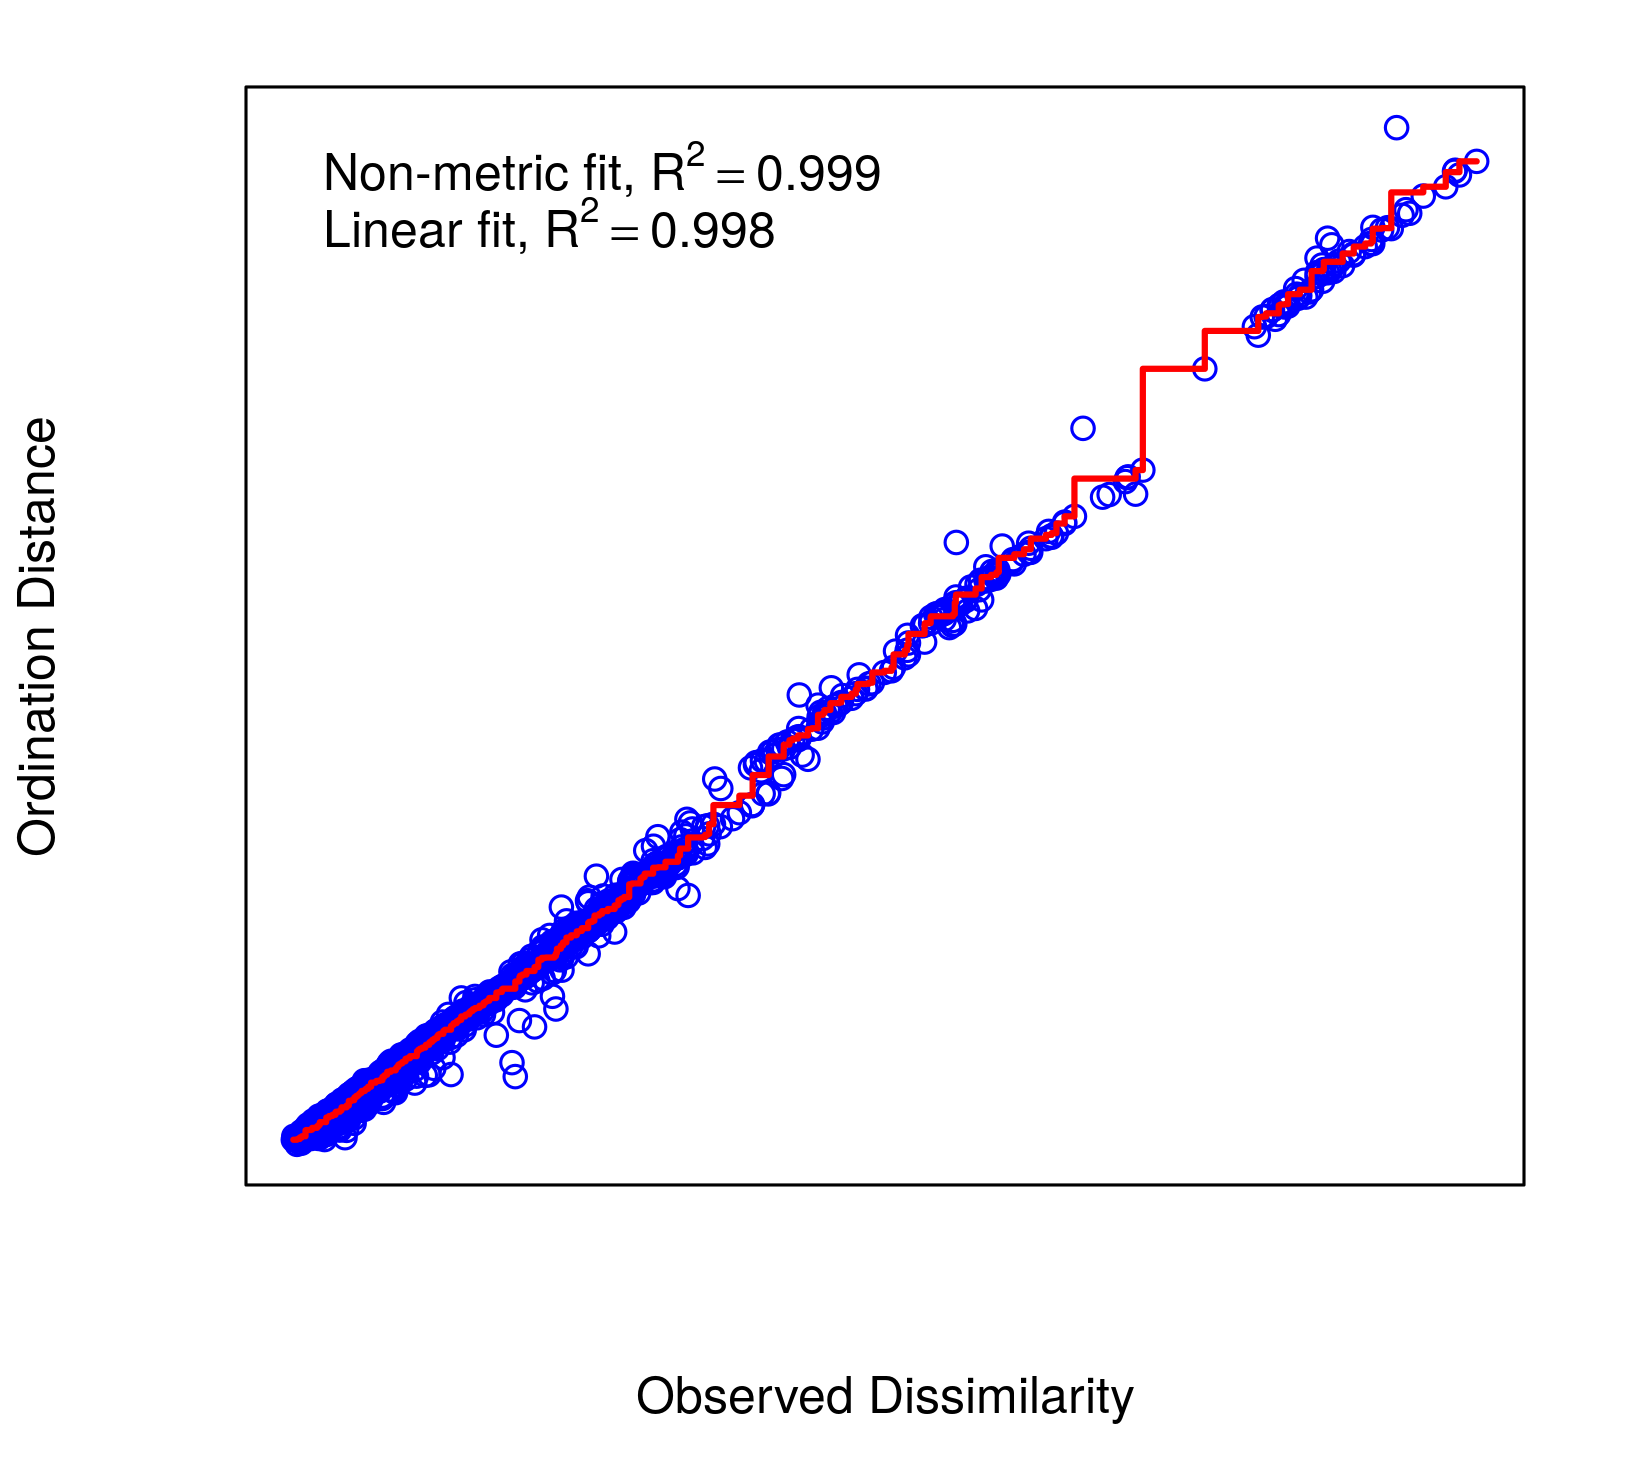 Non-metric fit, R² = 0.999
Linear fit, R² = 0.998
Ordination Distance
Observed Dissimilarity